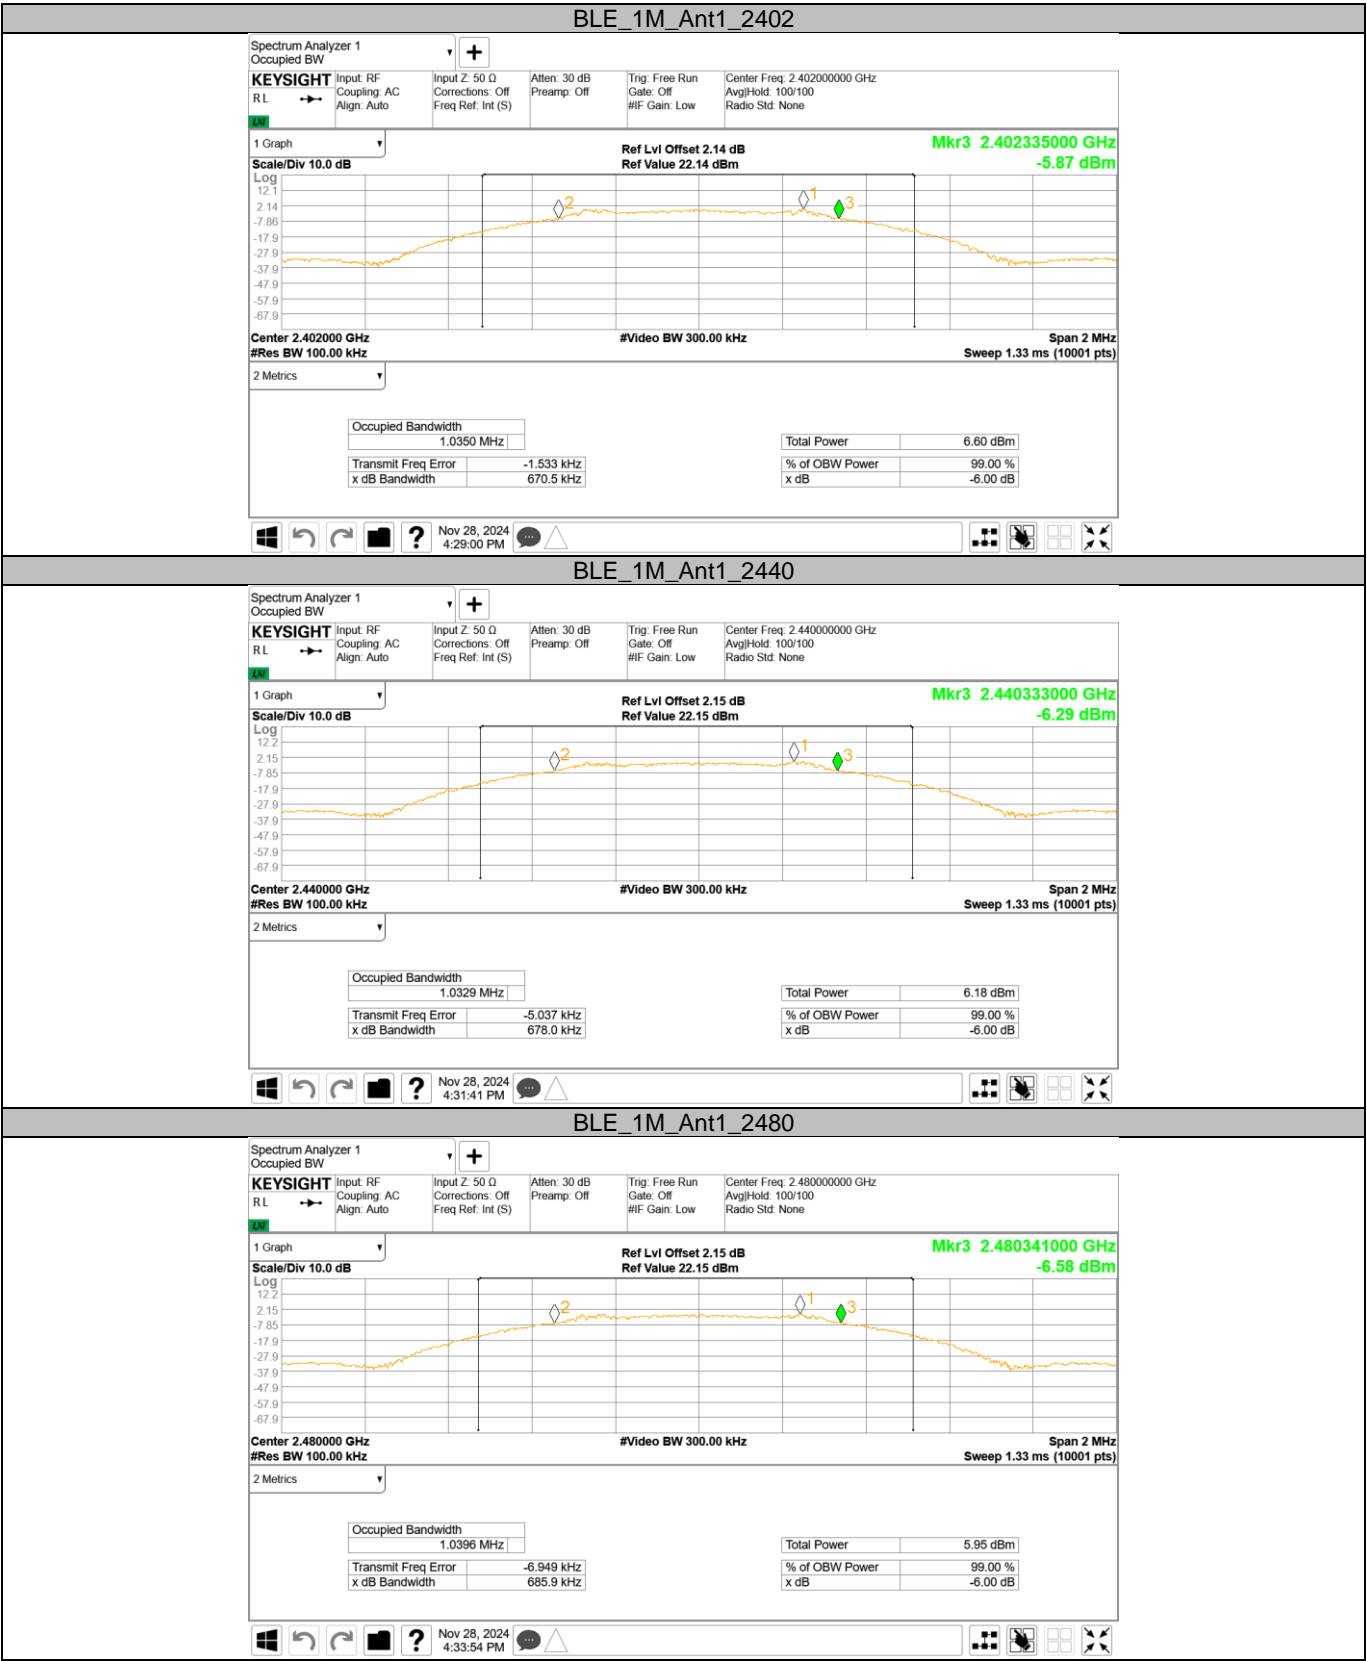 BLE_1M_Ant1_2402
Spectrum Analyzer 1
Occupied BW
KEYSIGHT
RL
LXI
Input: RF
Coupling: AC
Align: Auto
Input Z: 50 Ω
Corrections: Off
Freq Ref: Int (S)
Atten: 30 dB
Preamp: Off
Trig: Free Run
Gate: Off
#IF Gain: Low
Center Freq: 2.402000000 GHz
Avg|Hold: 100/100
Radio Std: None
1 Graph
Scale/Div 10.0 dB
Ref Lvl Offset 2.14 dB
Ref Value 22.14 dBm
Mkr3 2.402335000 GHz
-5.87 dBm
Log
12.1
2.14
-7.86
-17.9
-27.9
-37.9
-47.9
-57.9
-67.9
2
1
3
Center 2.402000 GHz
#Res BW 100.00 kHz
#Video BW 300.00 kHz
Span 2 MHz
Sweep 1.33 ms (10001 pts)
2 Metrics
Occupied Bandwidth
1.0350 MHz
Transmit Freq Error -1.533 kHz
x dB Bandwidth 670.5 kHz
Total Power 6.60 dBm
% of OBW Power 99.00 %
x dB -6.00 dB
?
Nov 28, 2024
4:29:00 PM
BLE_1M_Ant1_2440
Spectrum Analyzer 1
Occupied BW
KEYSIGHT
RL
LXI
Input: RF
Coupling: AC
Align: Auto
Input Z: 50 Ω
Corrections: Off
Freq Ref: Int (S)
Atten: 30 dB
Preamp: Off
Trig: Free Run
Gate: Off
#IF Gain: Low
Center Freq: 2.440000000 GHz
Avg|Hold: 100/100
Radio Std: None
1 Graph
Scale/Div 10.0 dB
Ref Lvl Offset 2.15 dB
Ref Value 22.15 dBm
Mkr3 2.440333000 GHz
-6.29 dBm
Log
12.2
2.15
-7.85
-17.9
-27.9
-37.9
-47.9
-57.9
-67.9
2
1
3
Center 2.440000 GHz
#Res BW 100.00 kHz
#Video BW 300.00 kHz
Span 2 MHz
Sweep 1.33 ms (10001 pts)
2 Metrics
Occupied Bandwidth
1.0329 MHz
Transmit Freq Error -5.037 kHz
x dB Bandwidth 678.0 kHz
Total Power 6.18 dBm
% of OBW Power 99.00 %
x dB -6.00 dB
?
Nov 28, 2024
4:31:41 PM
BLE_1M_Ant1_2480
Spectrum Analyzer 1
Occupied BW
KEYSIGHT
RL
LXI
Input: RF
Coupling: AC
Align: Auto
Input Z: 50 Ω
Corrections: Off
Freq Ref: Int (S)
Atten: 30 dB
Preamp: Off
Trig: Free Run
Gate: Off
#IF Gain: Low
Center Freq: 2.480000000 GHz
Avg|Hold: 100/100
Radio Std: None
1 Graph
Scale/Div 10.0 dB
Ref Lvl Offset 2.15 dB
Ref Value 22.15 dBm
Mkr3 2.480341000 GHz
-6.58 dBm
Log
12.2
2.15
-7.85
-17.9
-27.9
-37.9
-47.9
-57.9
-67.9
2
1
3
Center 2.480000 GHz
#Res BW 100.00 kHz
#Video BW 300.00 kHz
Span 2 MHz
Sweep 1.33 ms (10001 pts)
2 Metrics
Occupied Bandwidth
1.0396 MHz
Transmit Freq Error -6.949 kHz
x dB Bandwidth 685.9 kHz
Total Power 5.95 dBm
% of OBW Power 99.00 %
x dB -6.00 dB
?
Nov 28, 2024
4:33:54 PM